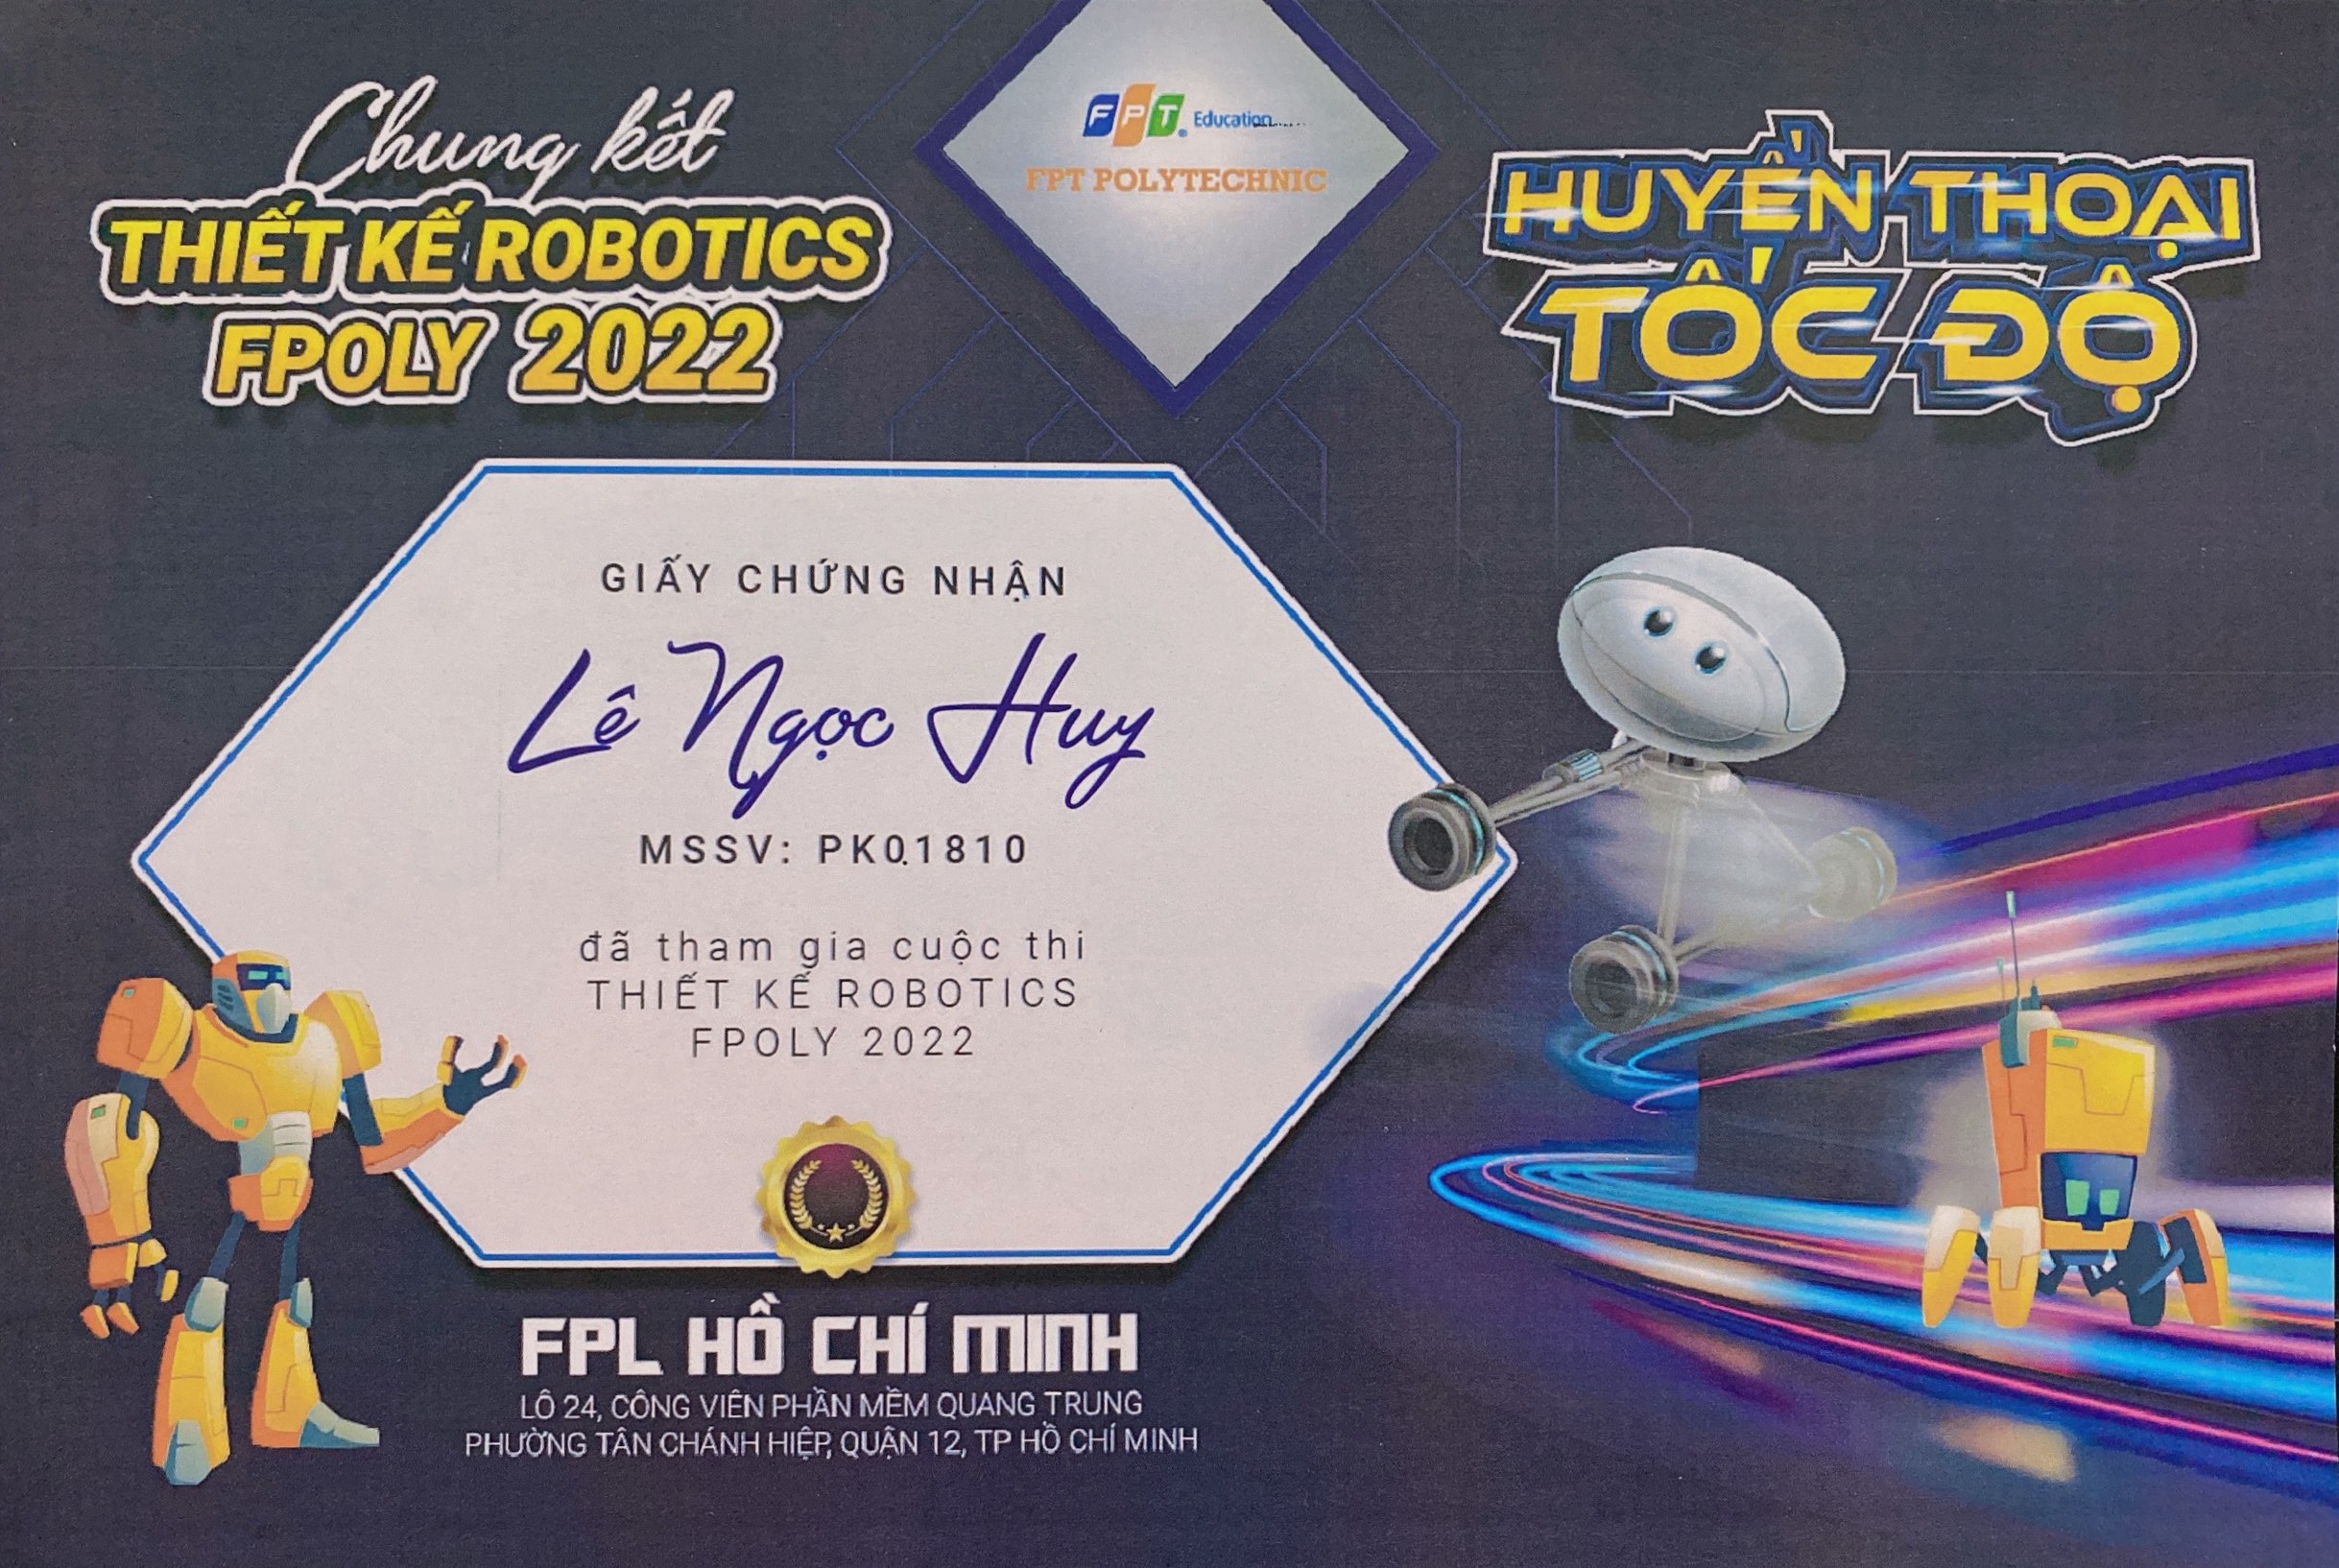 Chung kết
THIẾT KẾ ROBOTICS
FPOLY 2022
FPT Education
FPT POLYTECHNIC
HUYỀN THOẠI
TỐC ĐỘ
GIẤY CHỨNG NHẬN
Lê Ngọc Huy
MSSV: PK01810
đã tham gia cuộc thi
THIẾT KẾ ROBOTICS
FPOLY 2022
FPL HỒ CHÍ MINH
LÔ 24, CÔNG VIÊN PHẦN MỀM QUANG TRUNG
PHƯỜNG TÂN CHÁNH HIỆP, QUẬN 12, TP HỒ CHÍ MINH